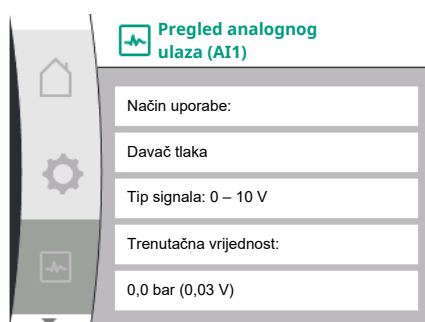 Pregled analognog
ulaza (AI1)
Način uporabe:
Davač tlaka
Tip signala: 0 – 10 V
Trenutačna vrijednost:
0,0 bar (0,03 V)